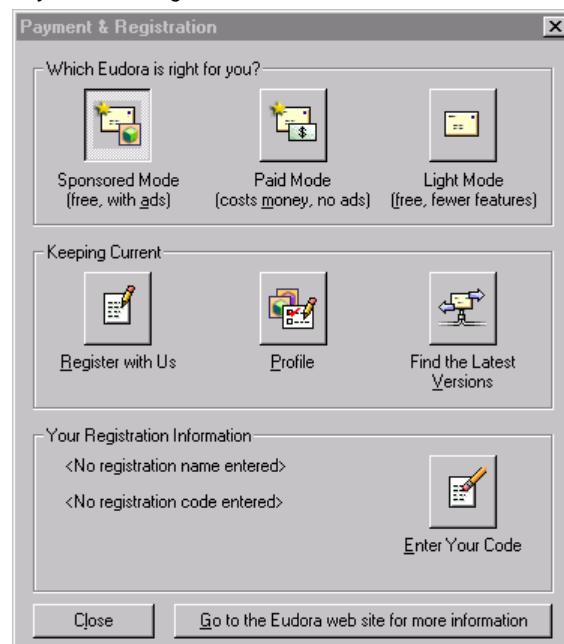 Payment & Registration
Which Eudora is right for you?
Sponsored Mode
(free, with ads)
Paid Mode
(costs money, no ads)
Light Mode
(free, fewer features)
Keeping Current
Register with Us
Profile
Find the Latest
Versions
Your Registration Information
<No registration name entered>
<No registration code entered>
Enter Your Code
Close
Go to the Eudora web site for more information